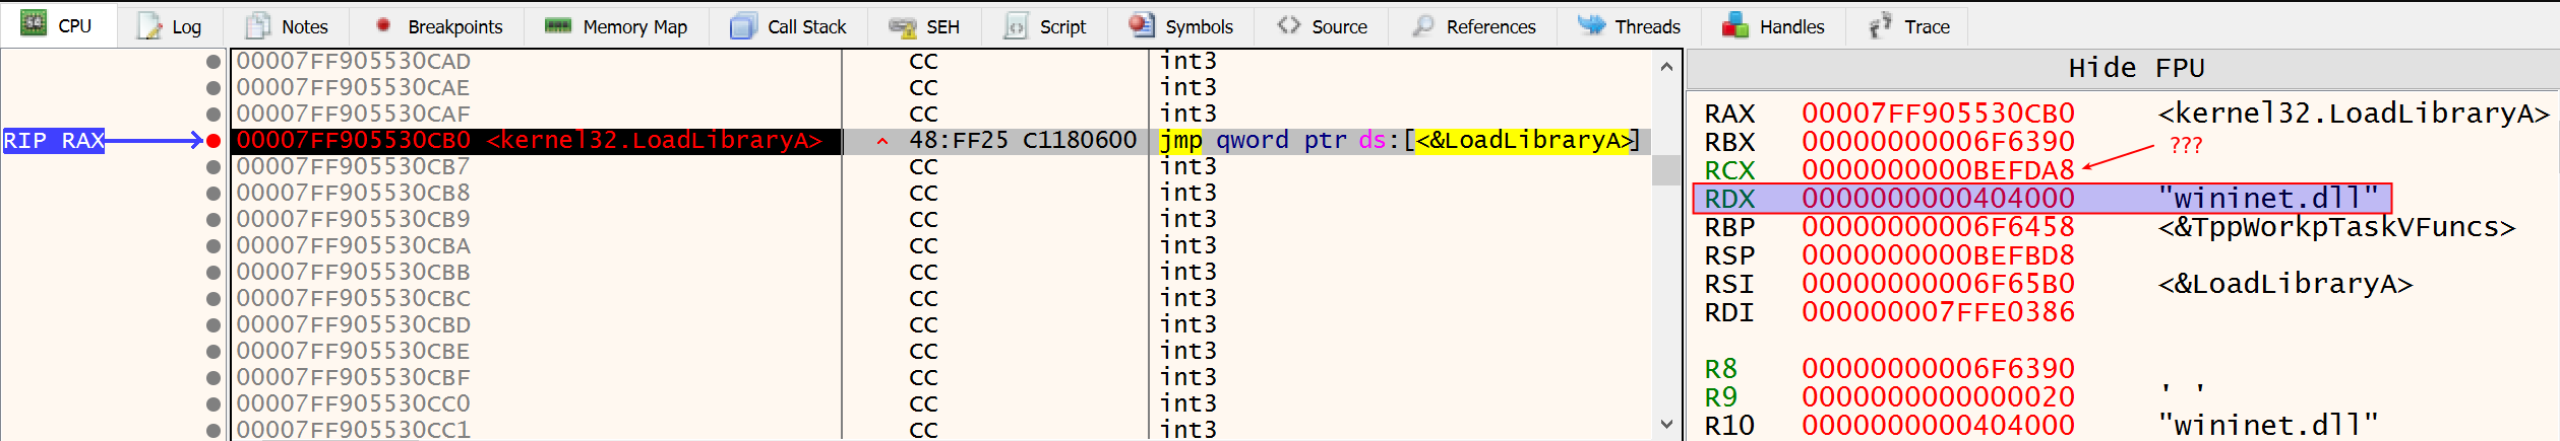 CPU Log Notes Breakpoints Memory Map Call Stack SEH Script Symbols Source References Threads Handles Trace
Hide FPU
00007FF905530CAD CC int3
00007FF905530CAE CC int3
00007FF905530CAF CC int3
RIP RAX 00007FF905530CB0 <kernel32.LoadLibraryA> 48:FF25 C1180600 jmp qword ptr ds:[<&LoadLibraryA>]
00007FF905530CB7 CC int3
00007FF905530CB8 CC int3
00007FF905530CB9 CC int3
00007FF905530CBA CC int3
00007FF905530CBB CC int3
00007FF905530CBC CC int3
00007FF905530CBD CC int3
00007FF905530CBE CC int3
00007FF905530CBF CC int3
00007FF905530CC0 CC int3
00007FF905530CC1 CC int3
RAX 00007FF905530CB0 <kernel32.LoadLibraryA>
RBX 00000000006F6390
???
RCX 0000000000BEFDA8
RDX 0000000000404000 "wininet.dll"
RBP 00000000006F6458 <&TppWorkpTaskVFuncs>
RSP 0000000000BEFBD8
RSI 00000000006F65B0 <&LoadLibraryA>
RDI 000000007FFE0386
R8 00000000006F6390
R9 0000000000000020 ' '
R10 0000000000404000 "wininet.dll"